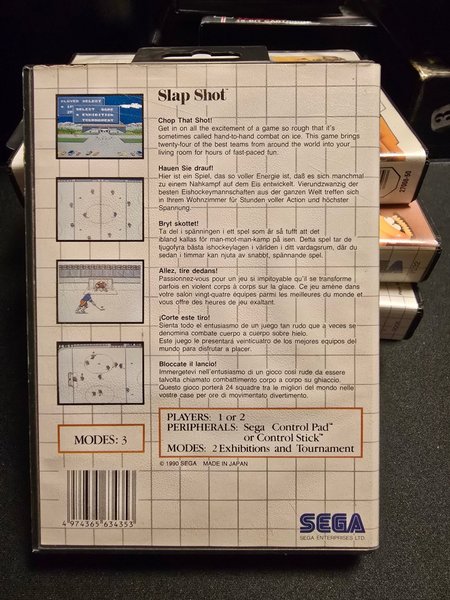 PLAYER SELECT
SELECT GAME
EXHIBITION
TOURNAMENT
Slap Shot™
Chop That Shot!
Get in on all the excitement of a game so rough that it's
sometimes called hand-to-hand combat on ice. This game brings
twenty-four of the best teams from around the world into your
living room for hours of fast-paced fun.
Hauen Sie drauf!
Hier ist ein Spiel, das so voller Energie ist, daß es sich manchmal
zu einem Nahkampf auf dem Eis entwickelt. Vierundzwanzig der
besten Eishockeymannschaften aus der ganzen Welt treffen sich
in Ihrem Wohnzimmer für Stunden voller Action und höchster
Spannung.
Bryt skottet!
Ta del i spänningen i ett spel som är så tufft att det
ibland kallas för man-mot-man-kamp på isen. Detta spel tar de
tjugofyra bästa ishockeylagen i världen i ditt vardagsrum, där du
sedan i timmar kan njuta av snabbt, spännande spel.
Allez, tire dedans!
Passionnez-vous pour un jeu si impitoyable qu'il se transforme
parfois en violent corps à corps sur la glace. Ce jeu amène dans
votre salon vingt-quatre équipes parmi les meilleures du monde et
vous offre des heures de jeu exaltant.
¡Corte este tiro!
Sienta todo el entusiasmo de un juego tan rudo que a veces se
denomina combate cuerpo a cuerpo sobre hielo.
Este juego le presentará veinticuatro de los mejores equipos del
mundo para disfrutar a placer.
Bloccate il lancio!
Immergetevi nell'entusiasmo di un gioco così rude da essere
talvolta chiamato combattimento corpo a corpo su ghiaccio.
Questo gioco porterà 24 squadre tra le migliori del mondo nelle
vostre case per ore di movimentato divertimento.
MODES: 3
PLAYERS: 1 or 2
PERIPHERALS: Sega Control Pad™
or Control Stick™
MODES: 2 Exhibitions and Tournament
© 1990 SEGA MADE IN JAPAN
4 974365 634353
SEGA
SEGA ENTERPRISES LTD.
27050-50